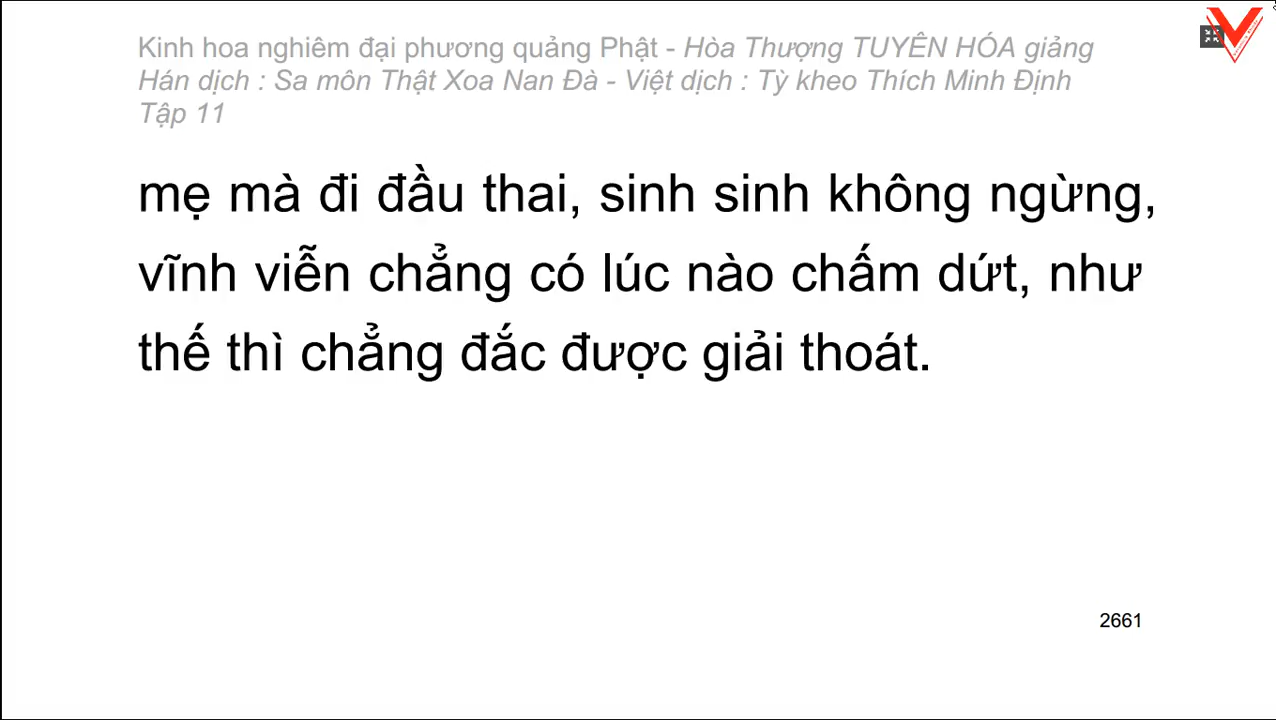 Kinh hoa nghiêm đại phương quảng Phật - Hòa Thượng TUYÊN HÓA giảng
Hán dịch : Sa môn Thật Xoa Nan Đà - Việt dịch : Tỳ kheo Thích Minh Định
Tập 11
mẹ mà đi đầu thai, sinh sinh không ngừng,
vĩnh viễn chẳng có lúc nào chấm dứt, như
thế thì chẳng đắc được giải thoát.
2661